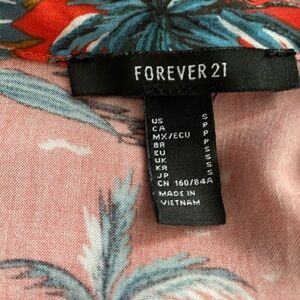 FOREVER 21
US S
CA P
MX/ECU P
BR P
EU S
UK S
KR S
JP S
CN 160/84A
MADE IN
VIETNAM